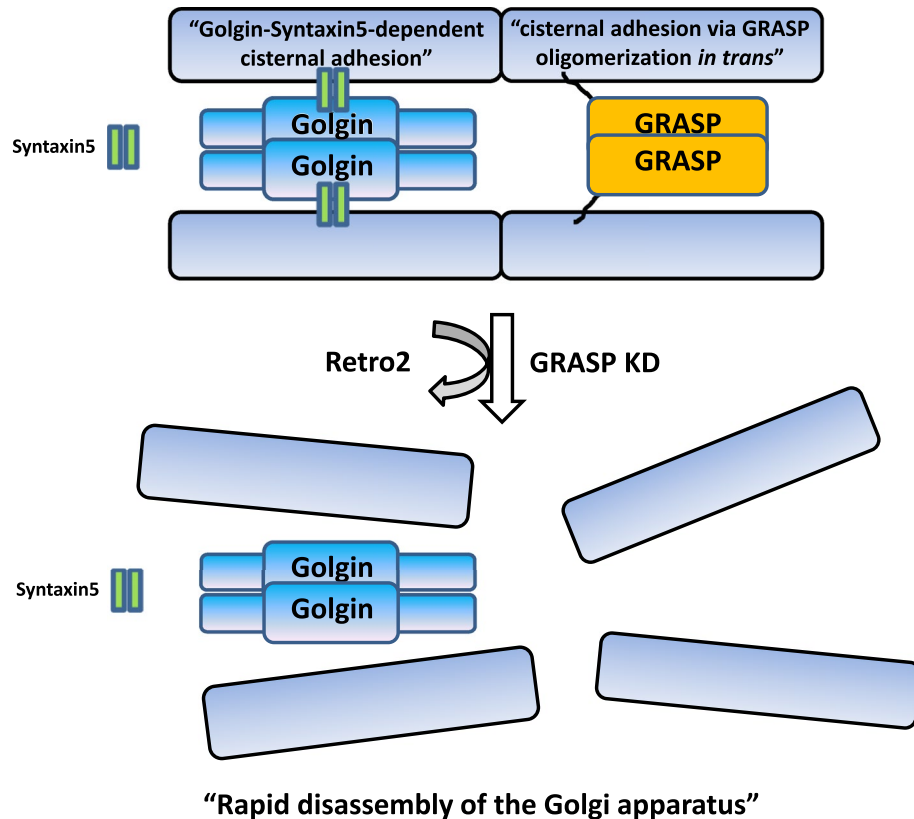 “Golgin-Syntaxin5-dependent
cisternal adhesion”
“cisternal adhesion via GRASP
oligomerization in trans”
Syntaxin5
Golgin
Golgin
GRASP
GRASP
Retro2
GRASP KD
Syntaxin5
Golgin
Golgin
“Rapid disassembly of the Golgi apparatus”